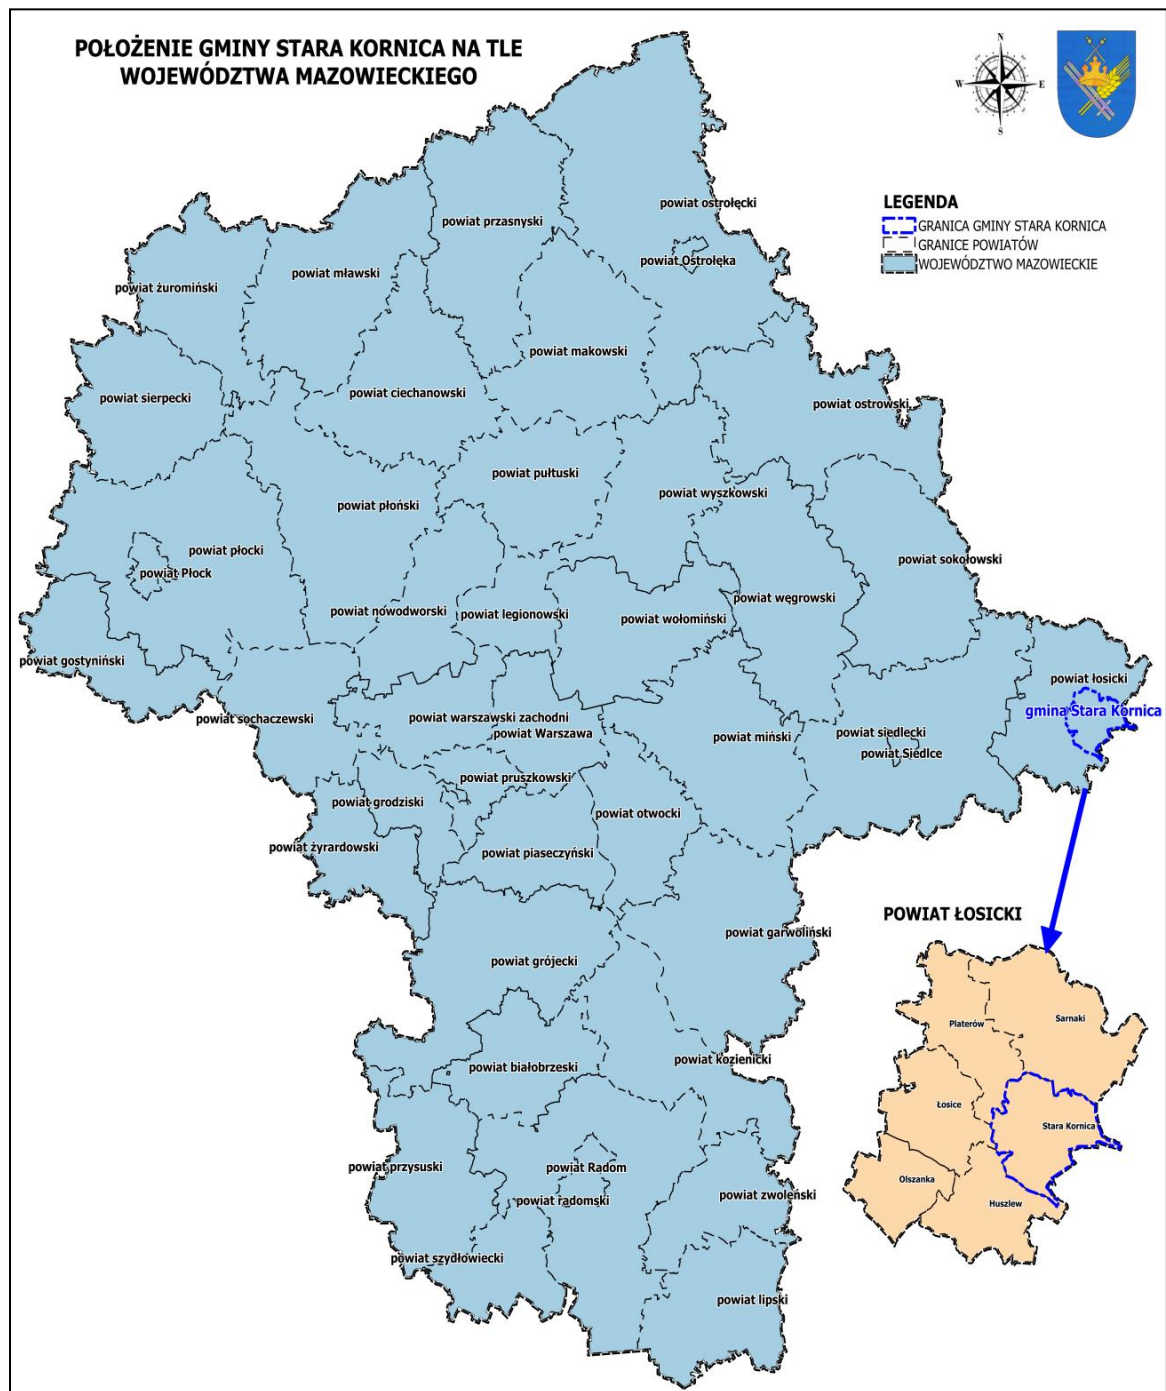 POŁOŻENIE GMINY STARA KORNICA NA TLE
WOJEWÓDZTWA MAZOWIECKIEGO
N
W
E
S
LEGENDA
GRANICA GMINY STARA KORNICA
GRANICE POWIATÓW
WOJEWÓDZTWO MAZOWIECKIE
powiat ostrołęcki
powiat przasnyski
powiat Ostrołęka
powiat mławski
powiat żuromiński
powiat makowski
powiat ciechanowski
powiat sierpecki
powiat ostrowski
powiat pułtuski
powiat wyszkowski
powiat płoński
powiat płocki
powiat sokołowski
powiat Płock
powiat węgrowski
powiat nowodworski
powiat legionowski
powiat wołomiński
powiat gostyniński
powiat łosicki
gmina Stara Kornica
powiat sochaczewski
powiat warszawski zachodni
powiat Warszawa
powiat miński
powiat siedlecki
powiat Siedlce
powiat pruszkowski
powiat grodziski
powiat otwocki
powiat żyrardowski
powiat piaseczyński
powiat garwoliński
powiat grójecki
powiat kozienicki
powiat białobrzeski
powiat przysuski
powiat Radom
powiat radomski
powiat zwoleński
powiat szydłowiecki
powiat lipski
POWIAT ŁOSICKI
Platerów
Sarnaki
Łosice
Stara Kornica
Olszanka
Huszlew